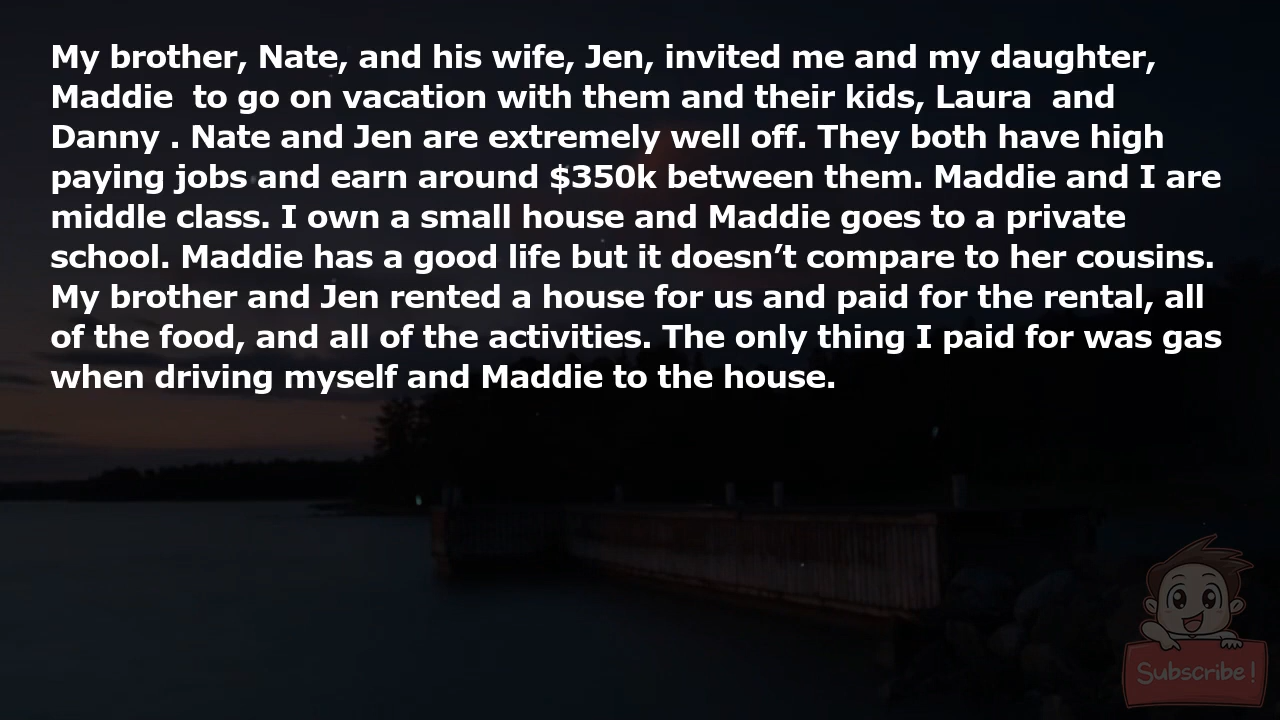 My brother, Nate, and his wife, Jen, invited me and my daughter,
Maddie  to go on vacation with them and their kids, Laura  and
Danny . Nate and Jen are extremely well off. They both have high
paying jobs and earn around $350k between them. Maddie and I are
middle class. I own a small house and Maddie goes to a private
school. Maddie has a good life but it doesn’t compare to her cousins.
My brother and Jen rented a house for us and paid for the rental, all
of the food, and all of the activities. The only thing I paid for was gas
when driving myself and Maddie to the house.
Subscribe!